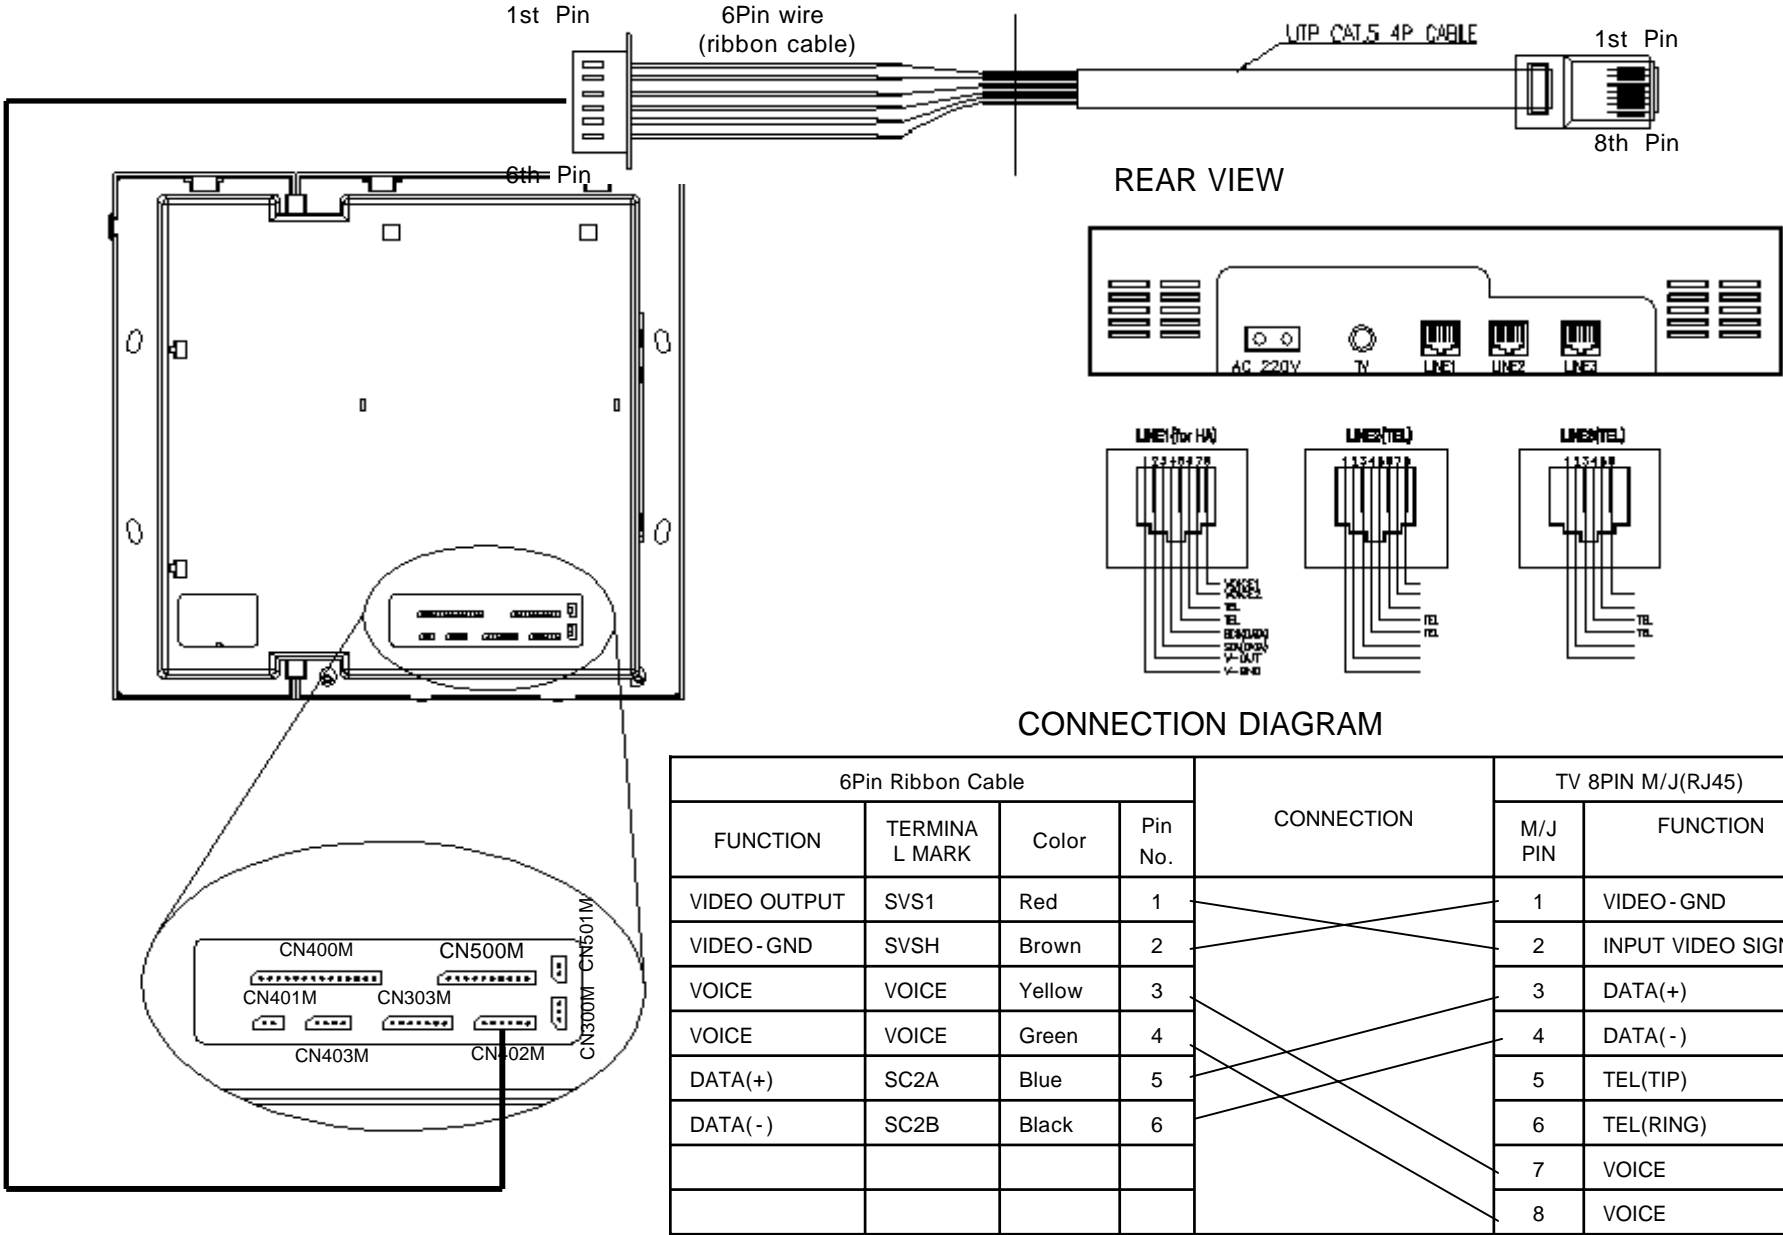 1st Pin
6Pin wire
(ribbon cable)
UTP CAT.5 4P CABLE
1st Pin
8th Pin
6th Pin
REAR VIEW
AC 220V
TV
LINE1
LINE2
LINE3
LINE1(for HA)
LINE2(TEL)
LINE3(TEL)
TEL
TEL
V-OUT
V-GND
TEL
TEL
TEL
TEL
CONNECTION DIAGRAM
CN400M
CN500M
CN501M
CN401M
CN303M
CN300M
CN403M
CN402M
6Pin Ribbon Cable
CONNECTION
TV 8PIN M/J(RJ45)
FUNCTION
TERMINA
L MARK
Color
Pin
No.
M/J
PIN
FUNCTION
VIDEO OUTPUT SVS1 Red 1 1 VIDEO-GND
VIDEO-GND SVSH Brown 2 2 INPUT VIDEO SIGN
VOICE VOICE Yellow 3 3 DATA(+)
VOICE VOICE Green 4 4 DATA(-)
DATA(+) SC2A Blue 5 5 TEL(TIP)
DATA(-) SC2B Black 6 6 TEL(RING)
7 VOICE
8 VOICE